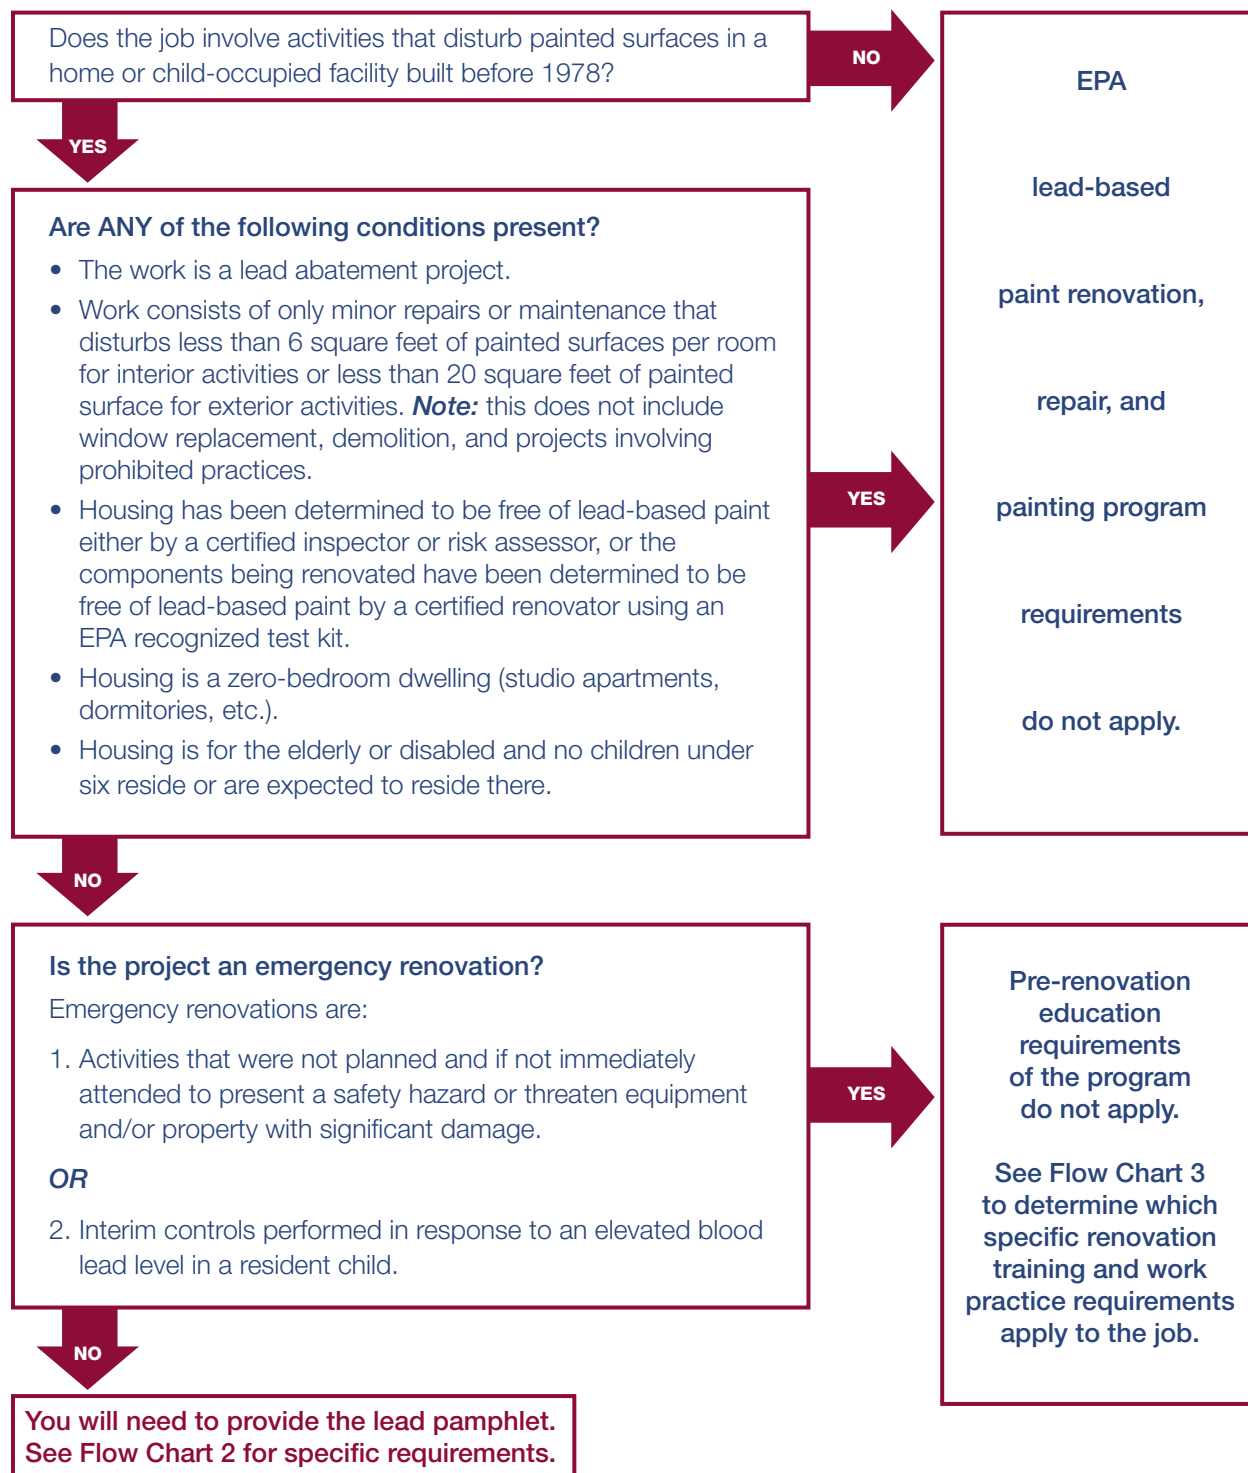 Does the job involve activities that disturb painted surfaces in a
home or child-occupied facility built before 1978?
NO
YES
EPA
lead-based
paint renovation,
repair, and
painting program
requirements
do not apply.
Are ANY of the following conditions present?
• The work is a lead abatement project.
• Work consists of only minor repairs or maintenance that
disturbs less than 6 square feet of painted surfaces per room
for interior activities or less than 20 square feet of painted
surface for exterior activities. Note: this does not include
window replacement, demolition, and projects involving
prohibited practices.
• Housing has been determined to be free of lead-based paint
either by a certified inspector or risk assessor, or the
components being renovated have been determined to be
free of lead-based paint by a certified renovator using an
EPA recognized test kit.
• Housing is a zero-bedroom dwelling (studio apartments,
dormitories, etc.).
• Housing is for the elderly or disabled and no children under
six reside or are expected to reside there.
YES
NO
Is the project an emergency renovation?
Emergency renovations are:
1. Activities that were not planned and if not immediately
attended to present a safety hazard or threaten equipment
and/or property with significant damage.
OR
2. Interim controls performed in response to an elevated blood
lead level in a resident child.
YES
Pre-renovation
education
requirements
of the program
do not apply.
See Flow Chart 3
to determine which
specific renovation
training and work
practice requirements
apply to the job.
NO
You will need to provide the lead pamphlet.
See Flow Chart 2 for specific requirements.